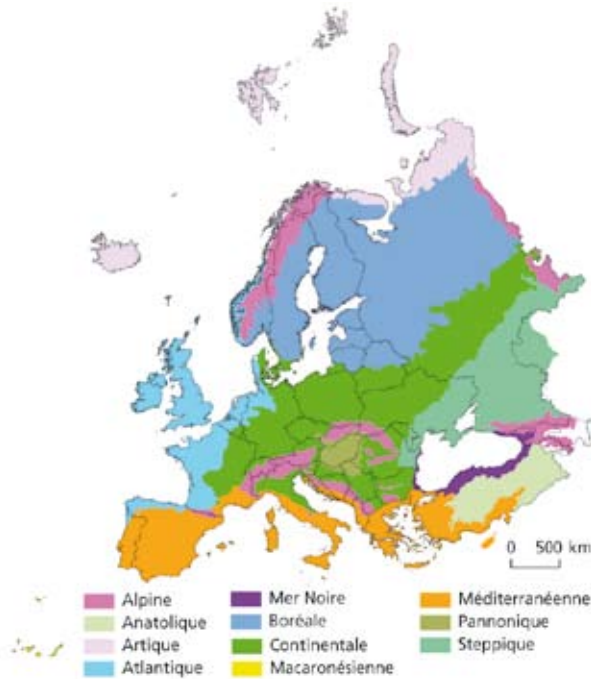 0 500 km
Alpine
Anatolique
Artique
Atlantique
Mer Noire
Boréale
Continentale
Macaronésienne
Méditerranéenne
Pannonique
Steppique